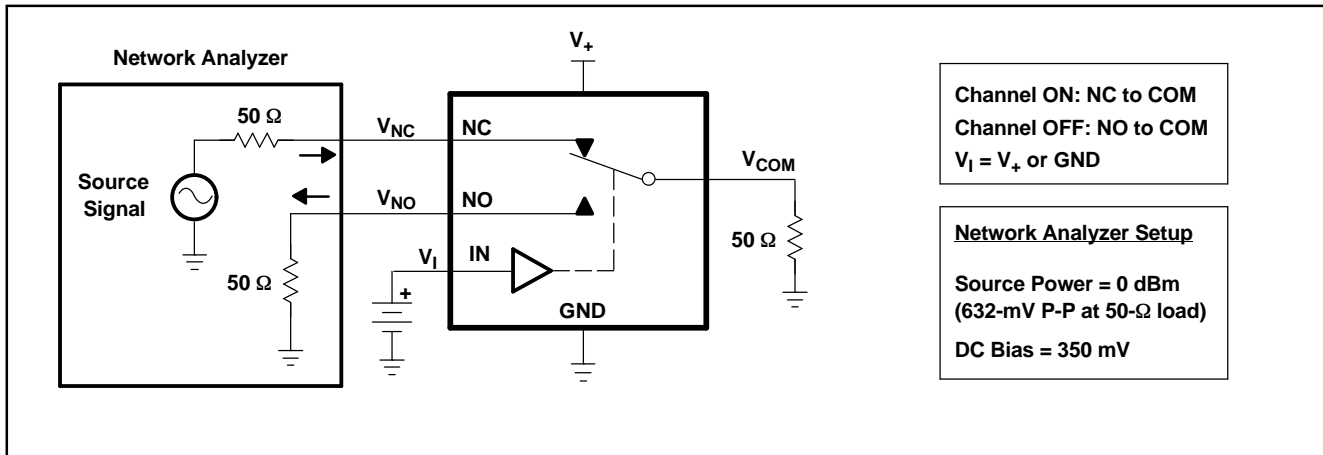 V+
Network Analyzer
50 Ω
VNC
NC
Source
Signal
VNO
NO
50 Ω
VI
IN
+
GND
VCOM
50 Ω
Channel ON: NC to COM
Channel OFF: NO to COM
VI = V+ or GND
Network Analyzer Setup
Source Power = 0 dBm
(632-mV P-P at 50-Ω load)
DC Bias = 350 mV